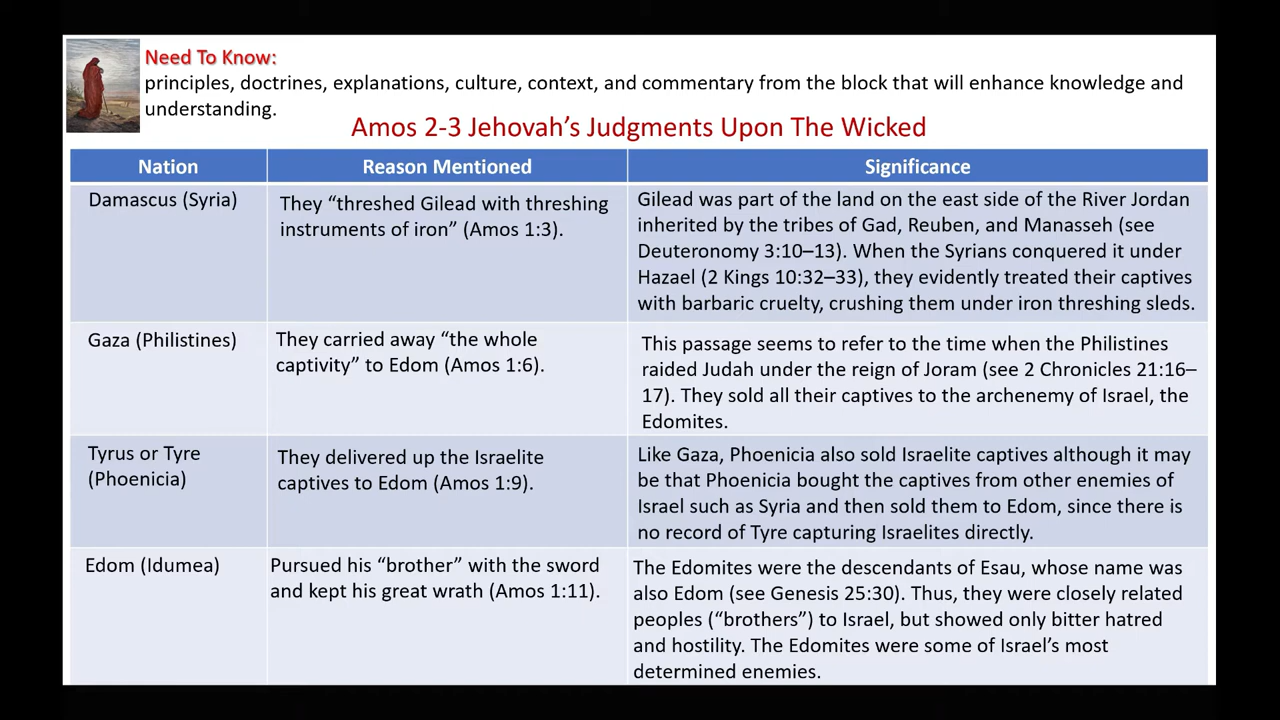 Need To Know:
principles, doctrines, explanations, culture, context, and commentary from the block that will enhance knowledge and
understanding.
Amos 2-3 Jehovah’s Judgments Upon The Wicked
Nation
Reason Mentioned
Significance
Damascus (Syria)
They “threshed Gilead with threshing
instruments of iron” (Amos 1:3).
Gilead was part of the land on the east side of the River Jordan
inherited by the tribes of Gad, Reuben, and Manasseh (see
Deuteronomy 3:10–13). When the Syrians conquered it under
Hazael (2 Kings 10:32–33), they evidently treated their captives
with barbaric cruelty, crushing them under iron threshing sleds.
Gaza (Philistines)
They carried away “the whole
captivity” to Edom (Amos 1:6).
This passage seems to refer to the time when the Philistines
raided Judah under the reign of Joram (see 2 Chronicles 21:16–
17). They sold all their captives to the archenemy of Israel, the
Edomites.
Tyrus or Tyre
(Phoenicia)
They delivered up the Israelite
captives to Edom (Amos 1:9).
Like Gaza, Phoenicia also sold Israelite captives although it may
be that Phoenicia bought the captives from other enemies of
Israel such as Syria and then sold them to Edom, since there is
no record of Tyre capturing Israelites directly.
Edom (Idumea)
Pursued his “brother” with the sword
and kept his great wrath (Amos 1:11).
The Edomites were the descendants of Esau, whose name was
also Edom (see Genesis 25:30). Thus, they were closely related
peoples (“brothers”) to Israel, but showed only bitter hatred
and hostility. The Edomites were some of Israel’s most
determined enemies.